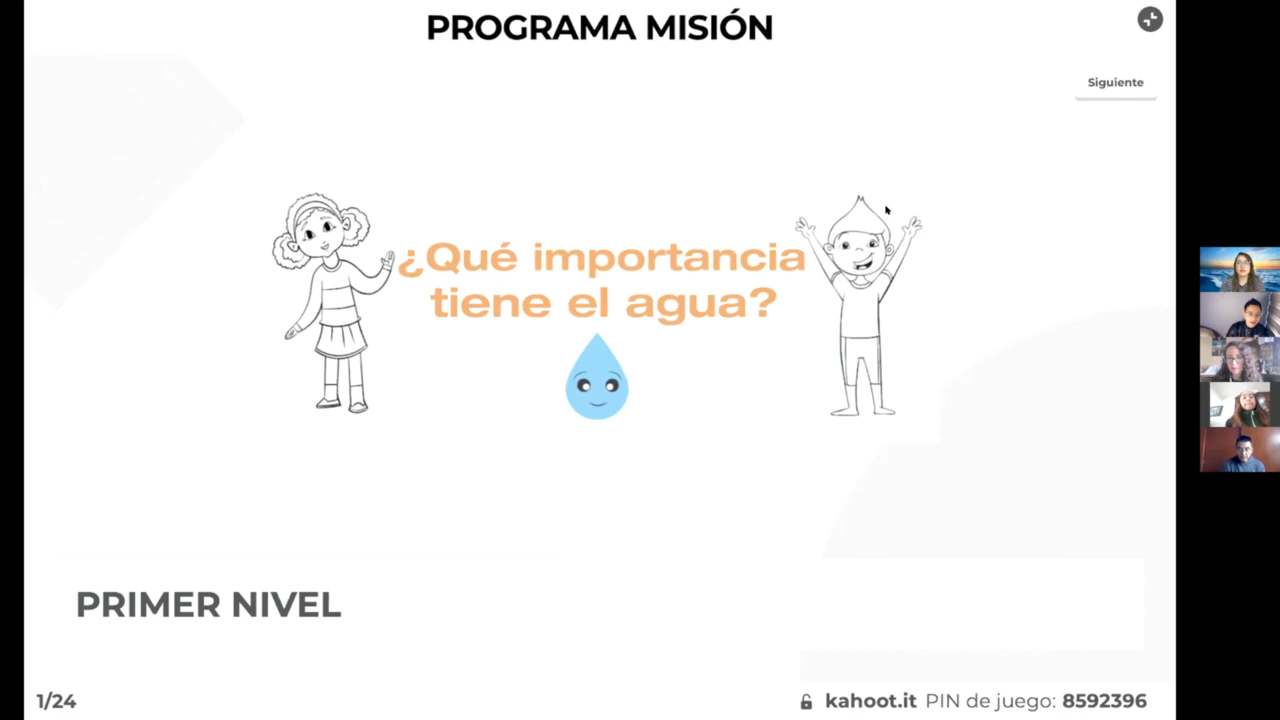 PROGRAMA MISIÓN
Siguiente
¿Qué importancia
tiene el agua?
PRIMER NIVEL
1/24
kahoot.it PIN de juego: 8592396